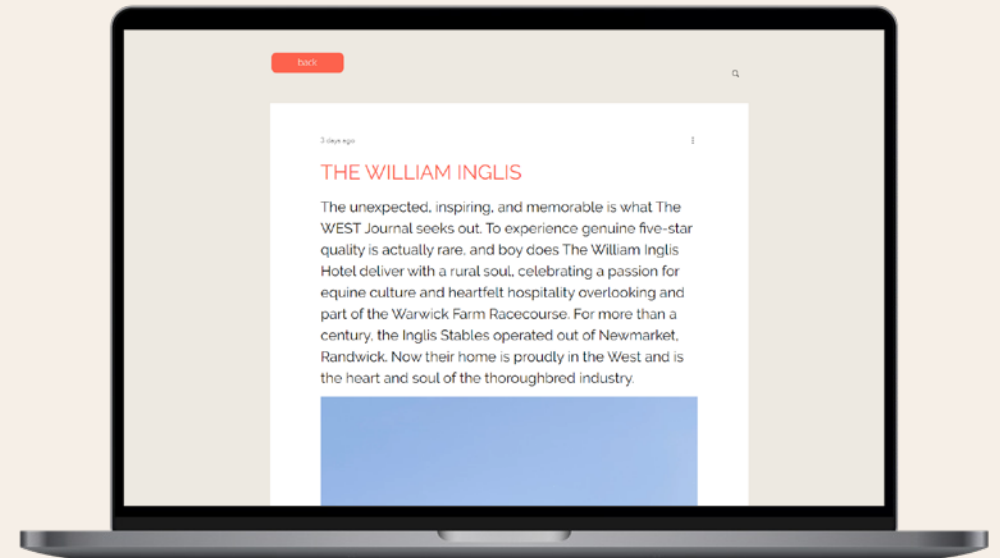 back
3 days ago
THE WILLIAM INGLIS
The unexpected, inspiring, and memorable is what The
WEST Journal seeks out. To experience genuine five-star
quality is actually rare, and boy does The William Inglis
Hotel deliver with a rural soul, celebrating a passion for
equine culture and heartfelt hospitality overlooking and
part of the Warwick Farm Racecourse. For more than a
century, the Inglis Stables operated out of Newmarket,
Randwick. Now their home is proudly in the West and is
the heart and soul of the thoroughbred industry.